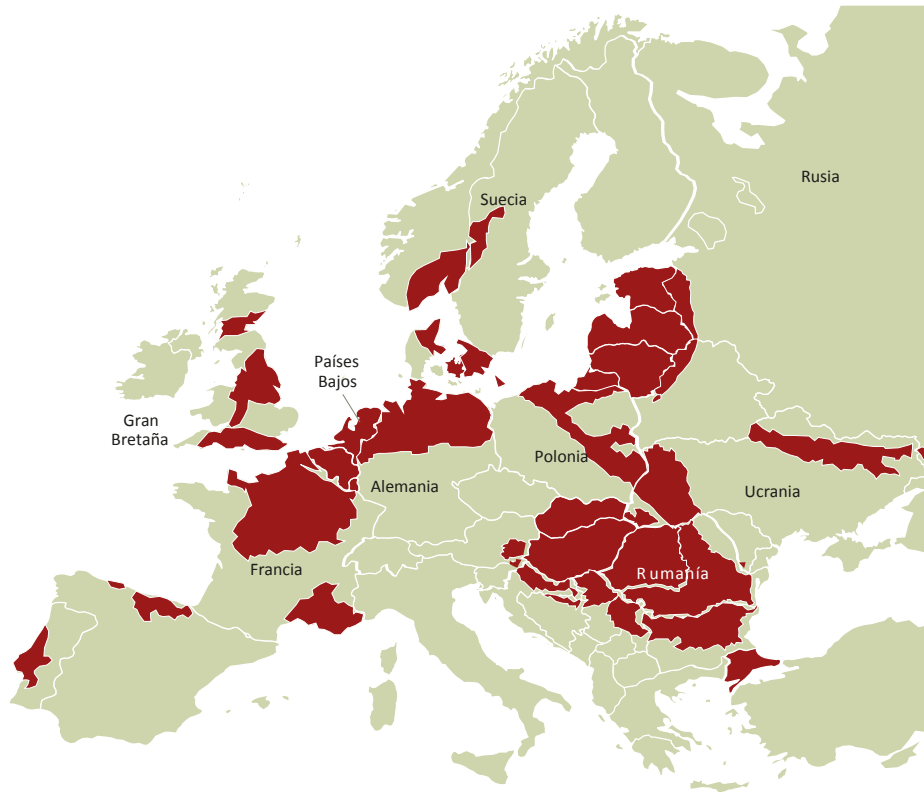 Rusia
Suecia
Países
Bajos
Gran
Bretaña
Polonia
Alemania
Ucrania
Francia
Rumanía